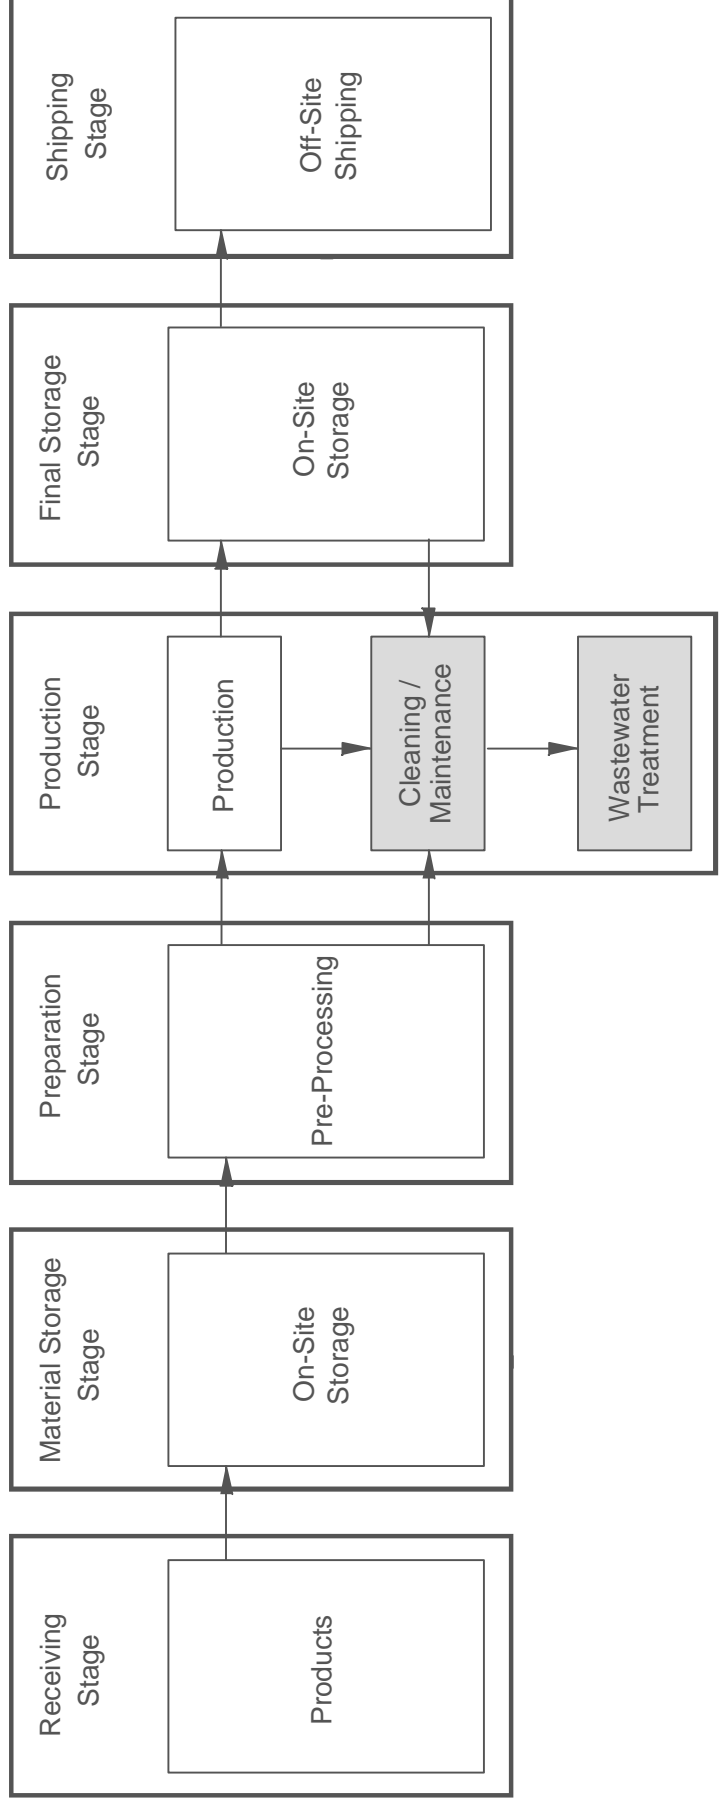 Receiving
Stage
Products
Material Storage
Stage
On-Site
Storage
Preparation
Stage
Pre-Processing
Production
Stage
Production
Cleaning /
Maintenance
Wastewater
Treatment
Final Storage
Stage
On-Site
Storage
Shipping
Stage
Off-Site
Shipping